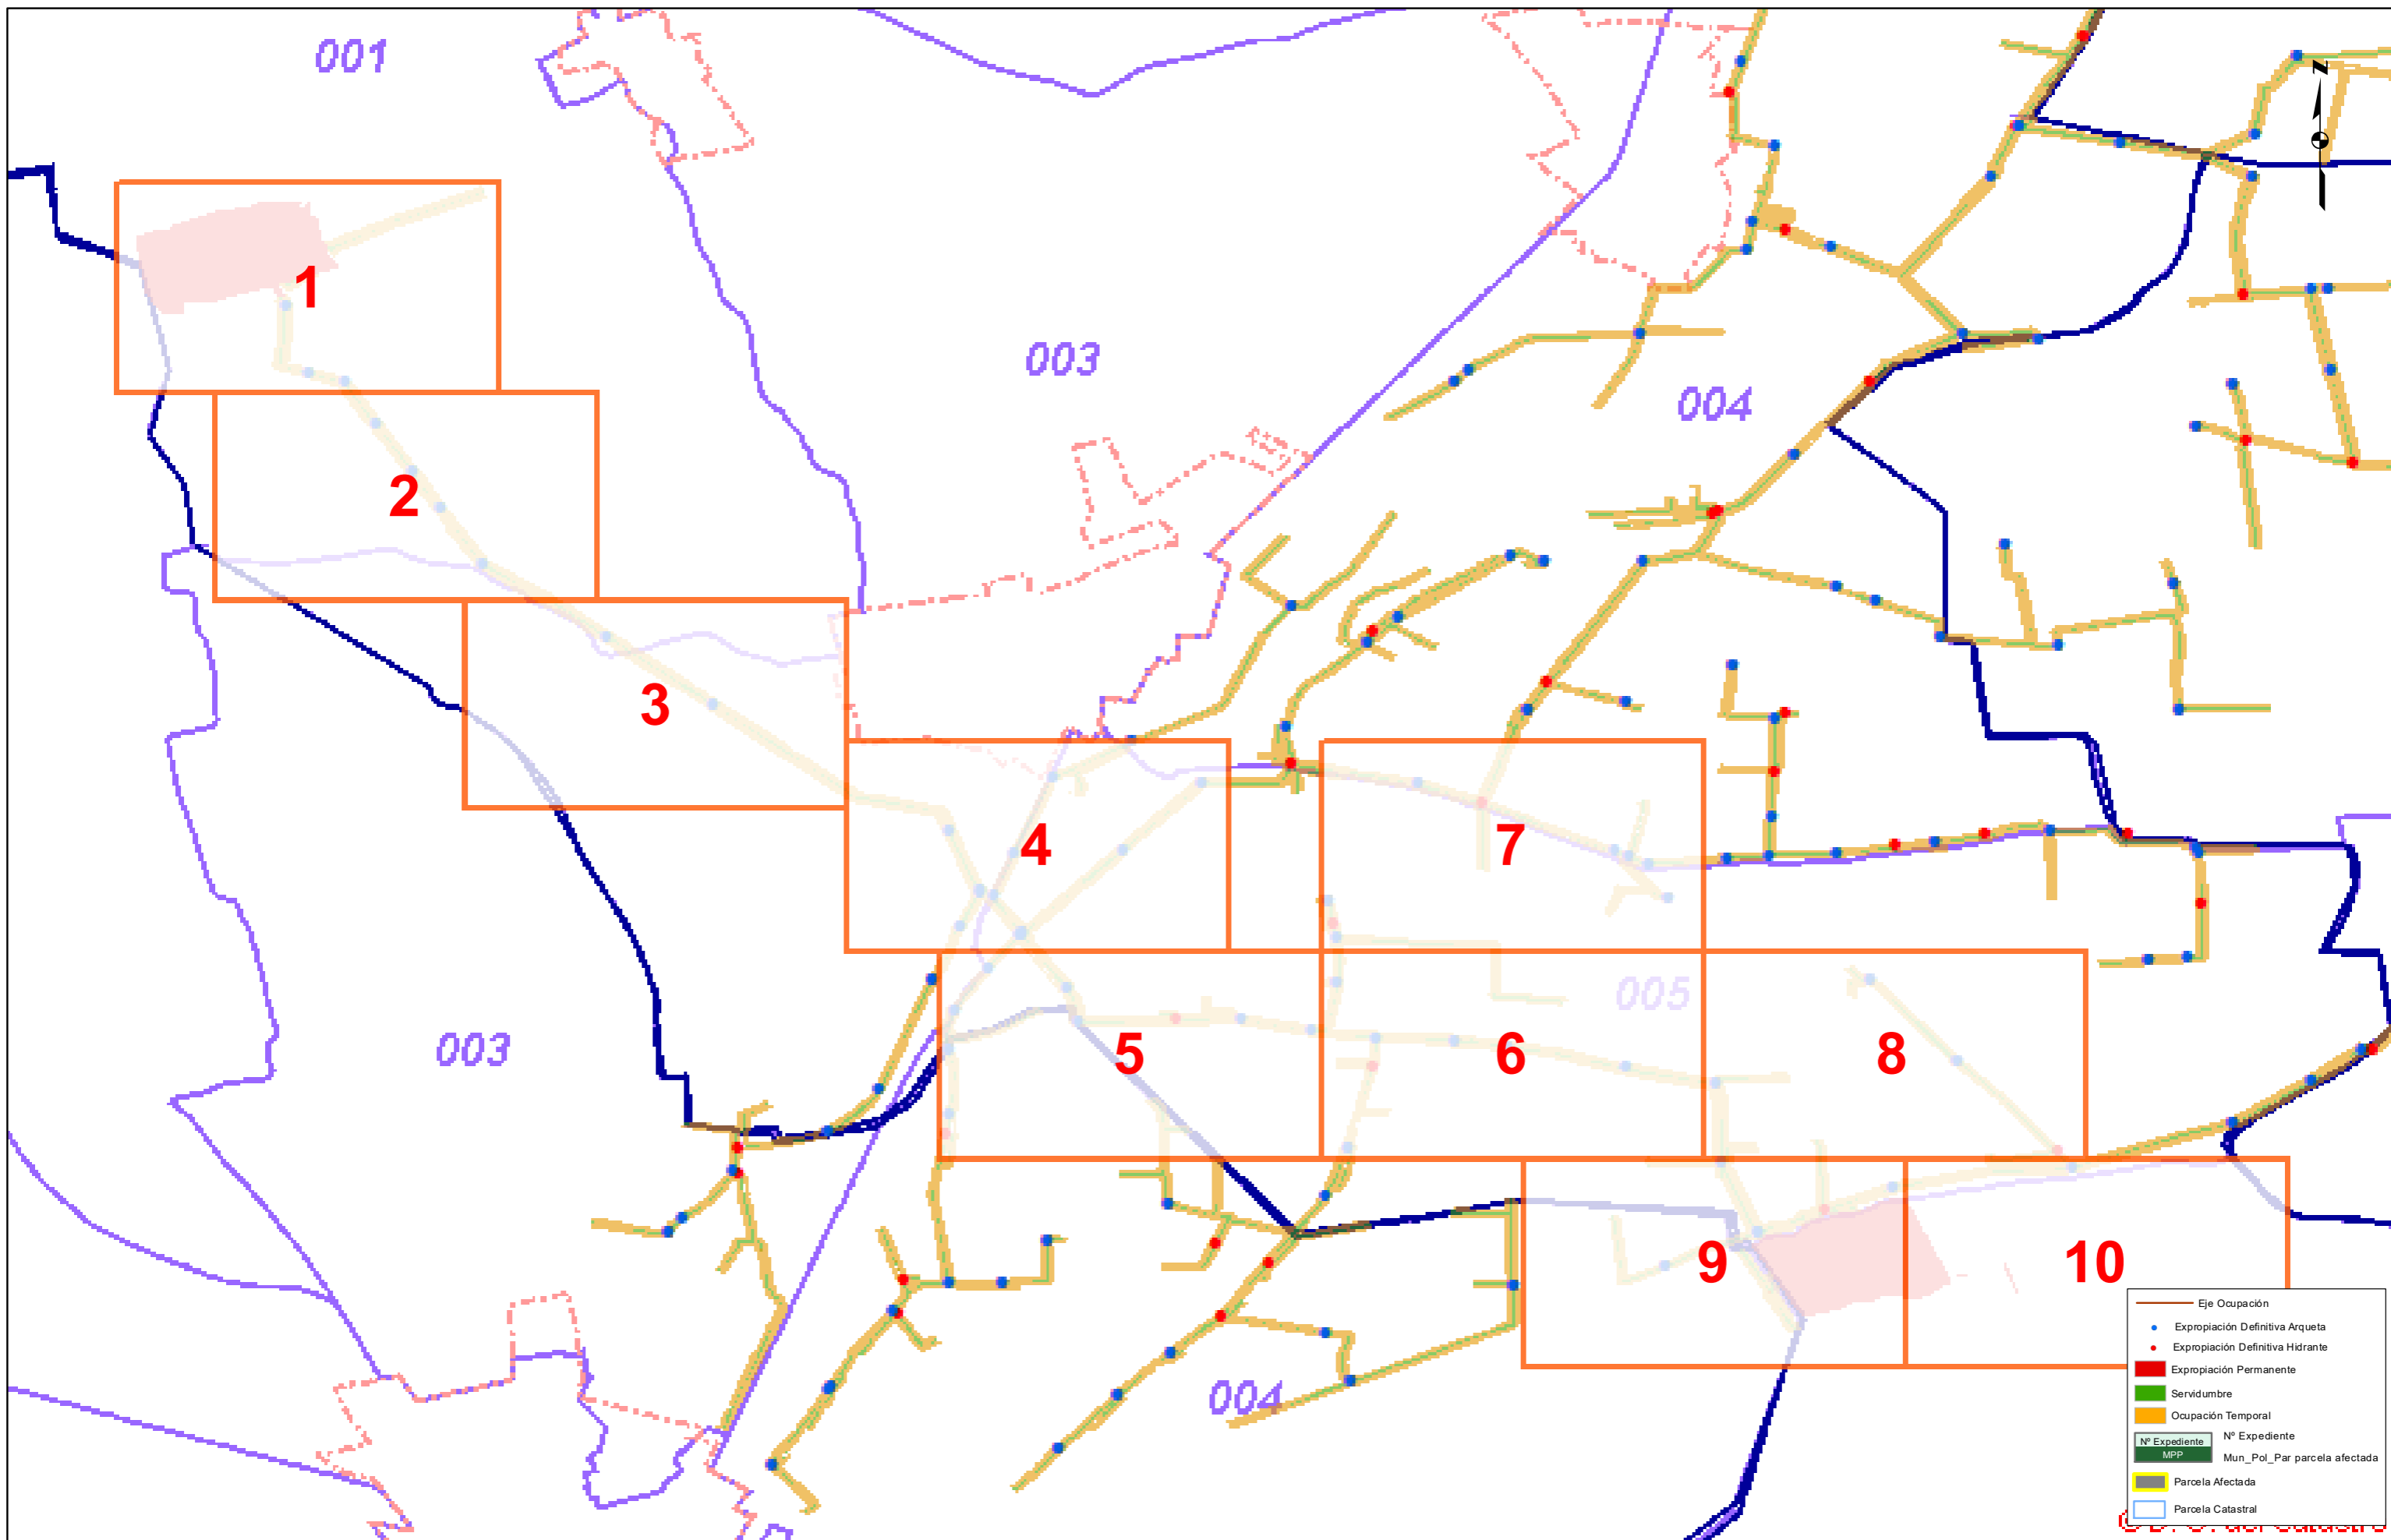 001
N
003
004
1
2
3
4
7
005
003
5
6
8
9
10
004
Eje Ocupación
Expropiación Definitiva Arqueta
Expropiación Definitiva Hidrante
Expropiación Permanente
Servidumbre
Ocupación Temporal
Nº Expediente
MPP
Nº Expediente
Mun_Pol_Par parcela afectada
Parcela Afectada
Parcela Catastral